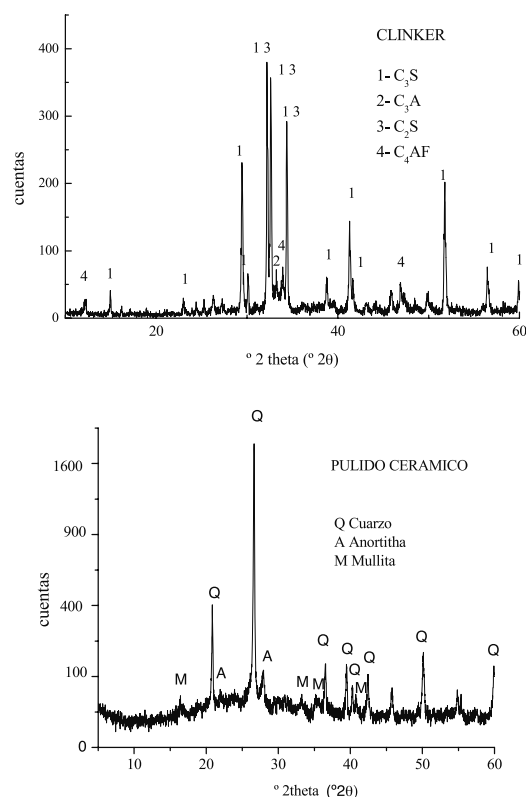 CLINKER
1- C₃S
2- C₃A
3- C₂S
4- C₄AF
400
300
200
100
0
cuentas
1 3
1 3
1 3
1
1
1
4
1
1
1
2
4
1
1
4
1
1
20
40
60
º 2 theta (º 2θ)
PULIDO CERAMICO
Q Cuarzo
A Anortitha
M Mullita
1600
900
400
100
0
cuentas
Q
Q
M
A
A
M
M
Q
Q
Q
M
Q
Q
Q
10
20
30
40
50
60
º 2theta (º2θ)